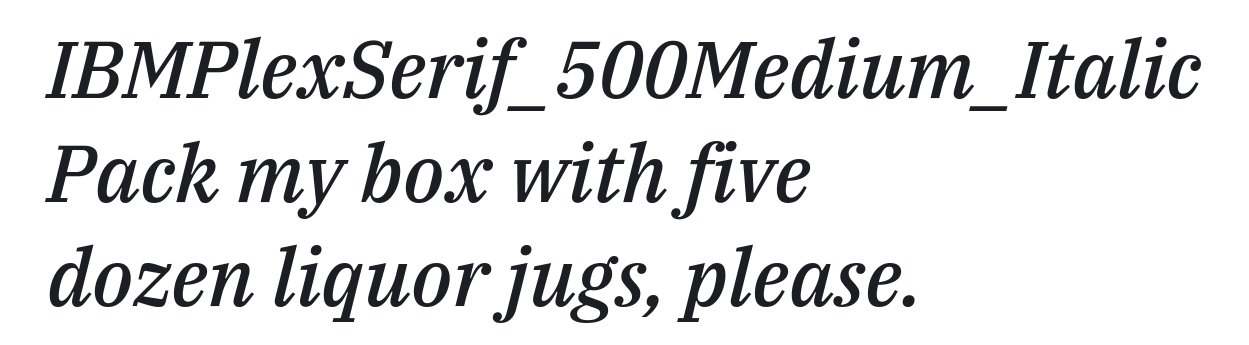 IBMPlexSerif_500Medium_Italic
Pack my box with five
dozen liquor jugs, please.